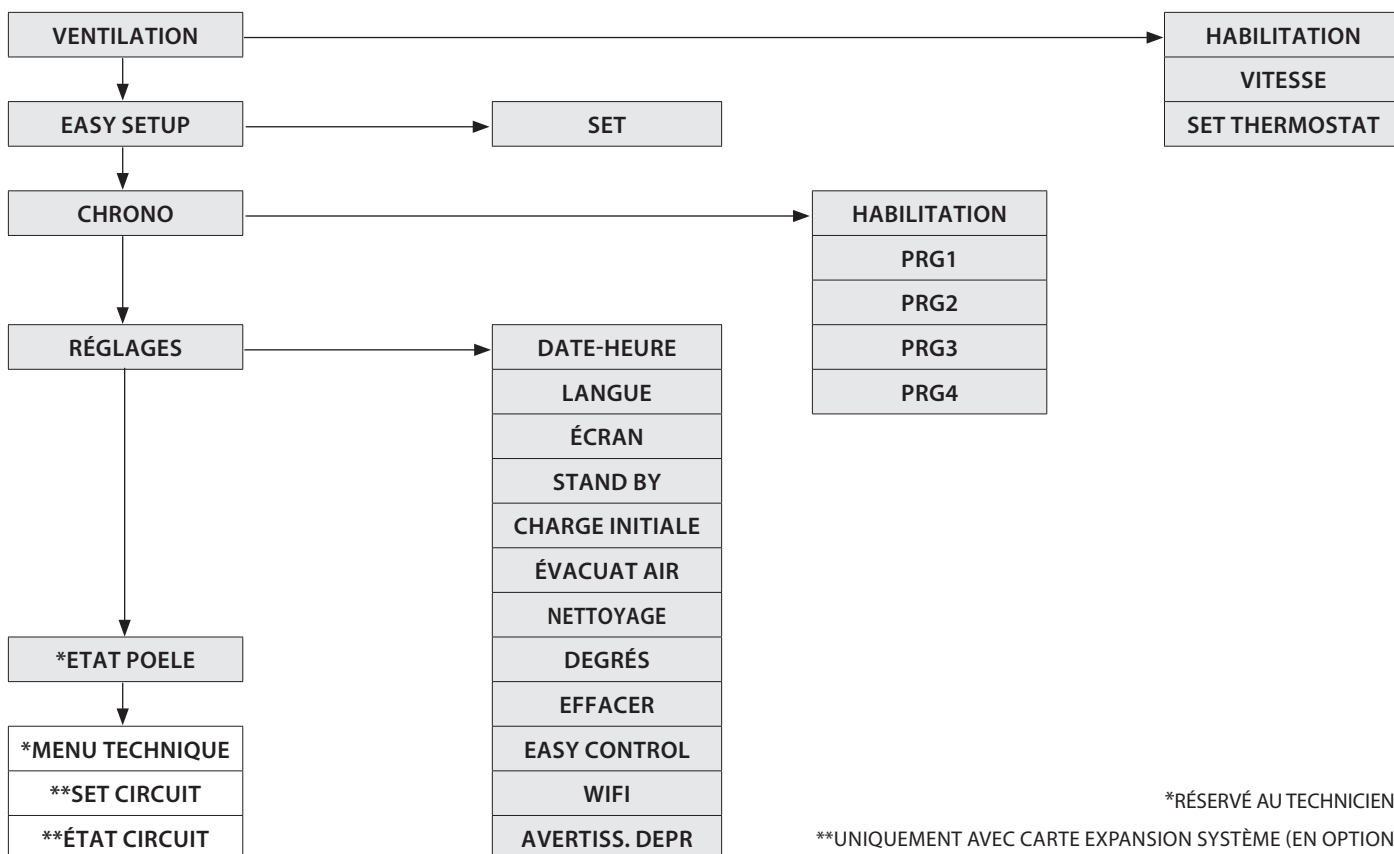 VENTILATION
HABILITATION
VITESSE
SET THERMOSTAT
EASY SETUP
SET
CHRONO
HABILITATION
PRG1
PRG2
PRG3
PRG4
RÉGLAGES
DATE-HEURE
LANGUE
ÉCRAN
STAND BY
CHARGE INITIALE
ÉVACUAT AIR
NETTOYAGE
DEGRÉS
EFFACER
EASY CONTROL
WIFI
AVERTISS. DEPR
*ETAT POELE
*MENU TECHNIQUE
**SET CIRCUIT
**ÉTAT CIRCUIT
*RÉSERVÉ AU TECHNICIEN
**UNIQUEMENT AVEC CARTE EXPANSION SYSTÈME (EN OPTION